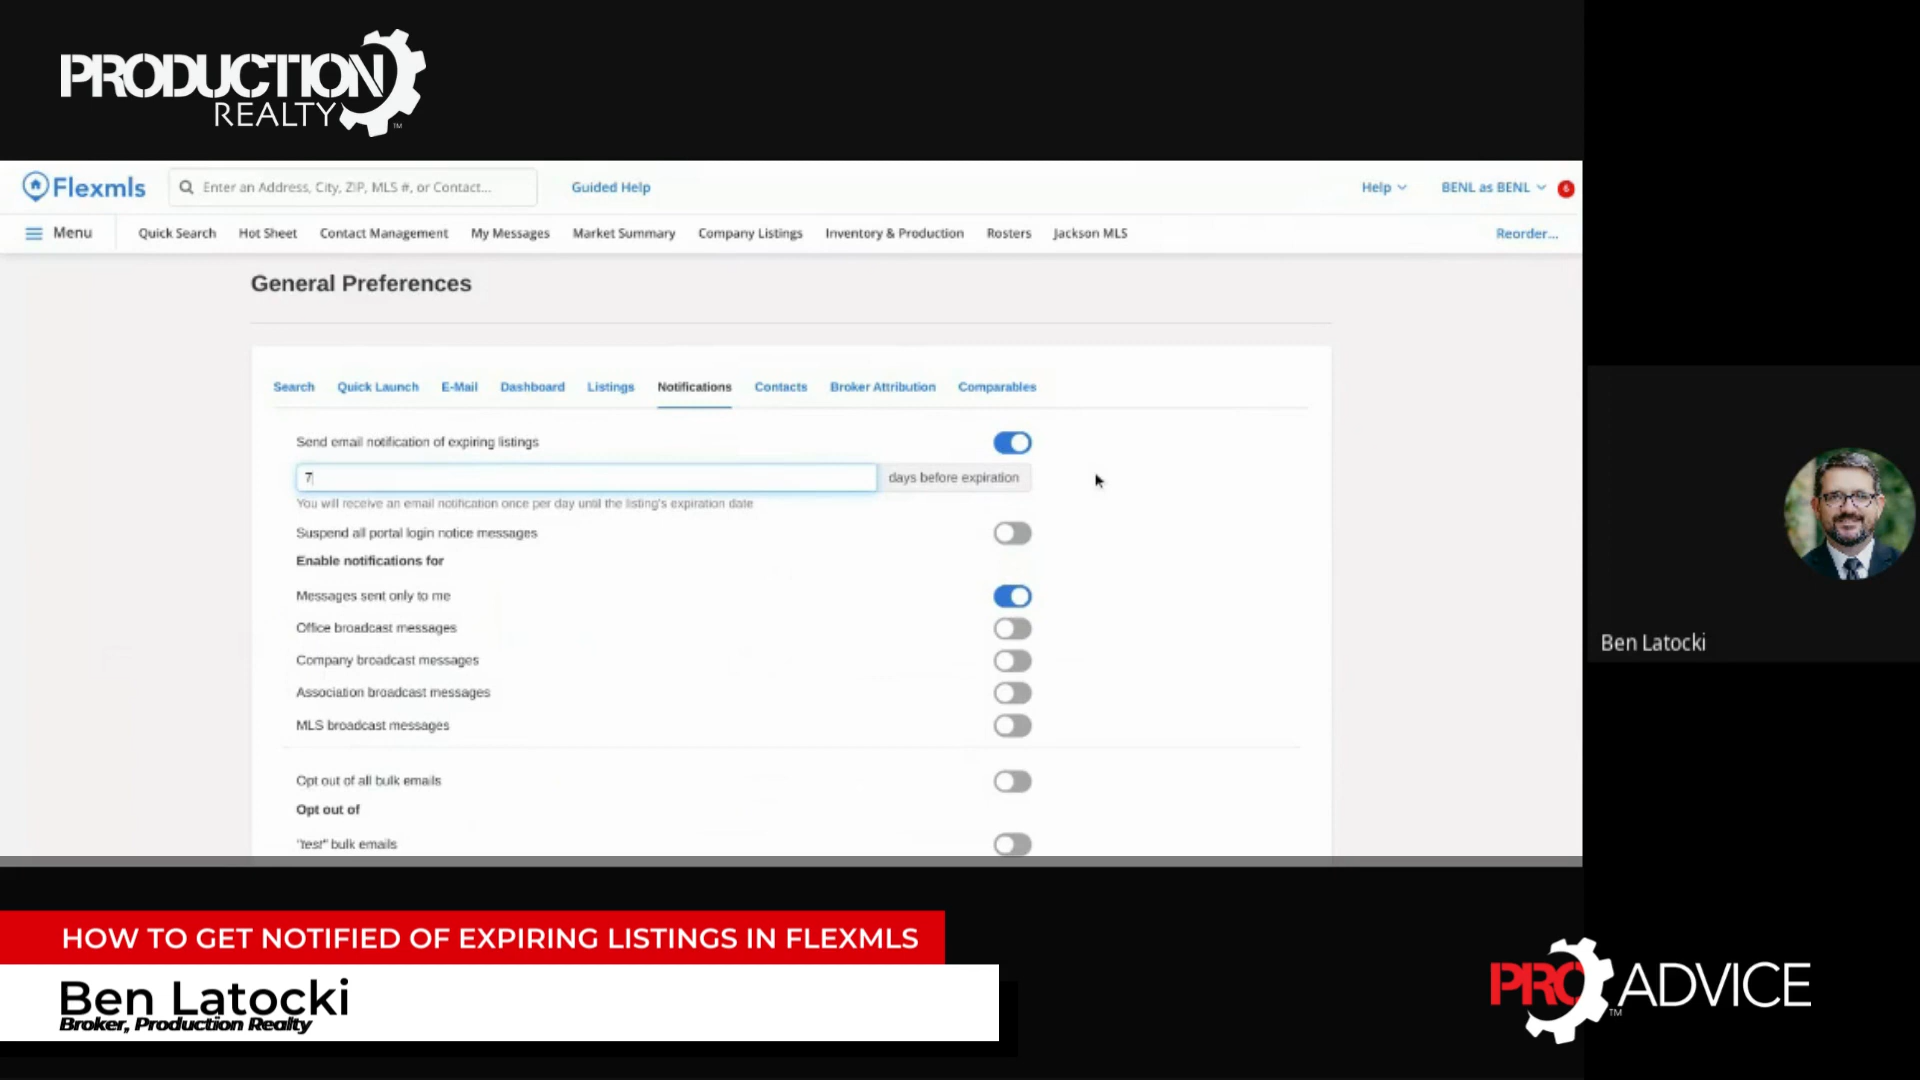 PRODUCTION
REALTY™
Flexmls
Enter an Address, City, ZIP, MLS #, or Contact...
Guided Help
Help
BENL as BENL
6
Menu
Quick Search
Hot Sheet
Contact Management
My Messages
Market Summary
Company Listings
Inventory & Production
Rosters
Jackson MLS
Reorder...
General Preferences
Search
Quick Launch
E-Mail
Dashboard
Listings
Notifications
Contacts
Broker Attribution
Comparables
Send email notification of expiring listings
7
days before expiration
You will receive an email notification once per day until the listing's expiration date
Suspend all portal login notice messages
Enable notifications for
Messages sent only to me
Office broadcast messages
Company broadcast messages
Association broadcast messages
MLS broadcast messages
Opt out of all bulk emails
Opt out of
"test" bulk emails
Ben Latocki
HOW TO GET NOTIFIED OF EXPIRING LISTINGS IN FLEXMLS
Ben Latocki
Broker, Production Realty
PRO™ ADVICE